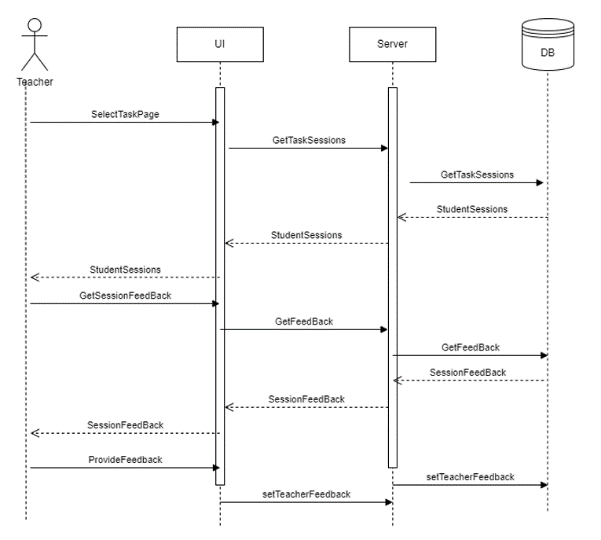 UI
Server
DB
Teacher
SelectTaskPage
GetTaskSessions
GetTaskSessions
StudentSessions
StudentSessions
StudentSessions
GetSessionFeedBack
GetFeedBack
GetFeedBack
SessionFeedBack
SessionFeedBack
SessionFeedBack
ProvideFeedback
setTeacherFeedback
setTeacherFeedback